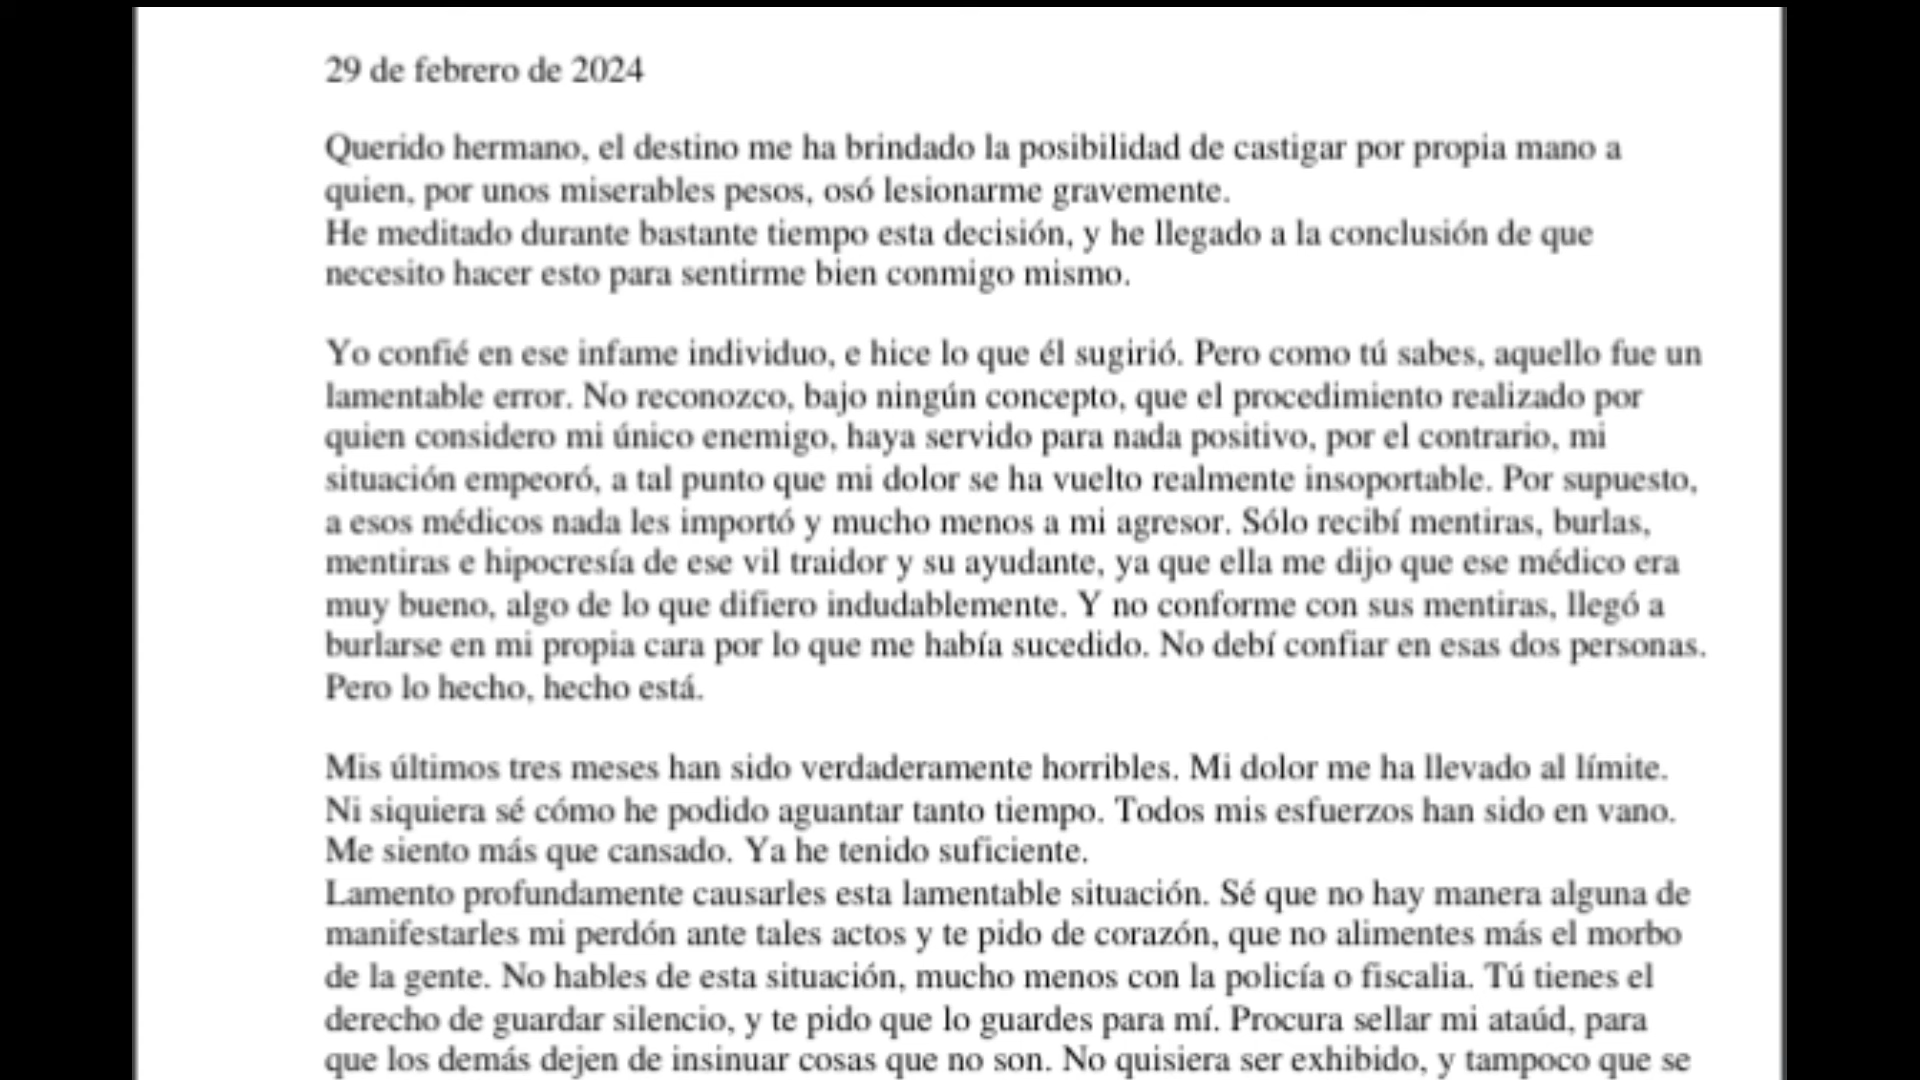 29 de febrero de 2024
Querido hermano, el destino me ha brindado la posibilidad de castigar por propia mano a
quien, por unos miserables pesos, osó lesionarme gravemente.
He meditado durante bastante tiempo esta decisión, y he llegado a la conclusión de que
necesito hacer esto para sentirme bien conmigo mismo.
Yo confié en ese infame individuo, e hice lo que él sugirió. Pero como tú sabes, aquello fue un
lamentable error. No reconozco, bajo ningún concepto, que el procedimiento realizado por
quien considero mi único enemigo, haya servido para nada positivo, por el contrario, mi
situación empeoró, a tal punto que mi dolor se ha vuelto realmente insoportable. Por supuesto,
a esos médicos nada les importó y mucho menos a mi agresor. Sólo recibí mentiras, burlas,
mentiras e hipocresía de ese vil traidor y su ayudante, ya que ella me dijo que ese médico era
muy bueno, algo de lo que difiero indudablemente. Y no conforme con sus mentiras, llegó a
burlarse en mi propia cara por lo que me había sucedido. No debí confiar en esas dos personas.
Pero lo hecho, hecho está.
Mis últimos tres meses han sido verdaderamente horribles. Mi dolor me ha llevado al límite.
Ni siquiera sé cómo he podido aguantar tanto tiempo. Todos mis esfuerzos han sido en vano.
Me siento más que cansado. Ya he tenido suficiente.
Lamento profundamente causarles esta lamentable situación. Sé que no hay manera alguna de
manifestarles mi perdón ante tales actos y te pido de corazón, que no alimentes más el morbo
de la gente. No hables de esta situación, mucho menos con la policía o fiscalia. Tú tienes el
derecho de guardar silencio, y te pido que lo guardes para mí. Procura sellar mi ataúd, para
que los demás dejen de insinuar cosas que no son. No quisiera ser exhibido, y tampoco que se